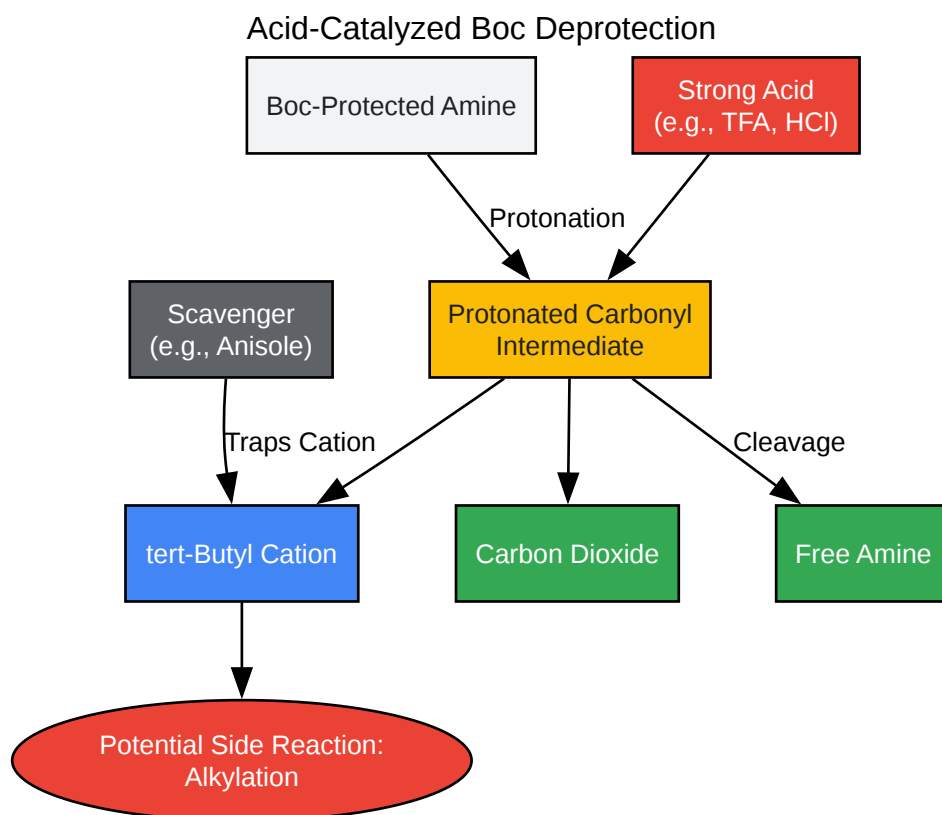 Acid-Catalyzed Boc Deprotection
Boc-Protected Amine
Strong Acid
(e.g., TFA, HCl)
Protonation
Scavenger
(e.g., Anisole)
Protonated Carbonyl
Intermediate
Traps Cation
Cleavage
tert-Butyl Cation
Carbon Dioxide
Free Amine
Potential Side Reaction:
Alkylation